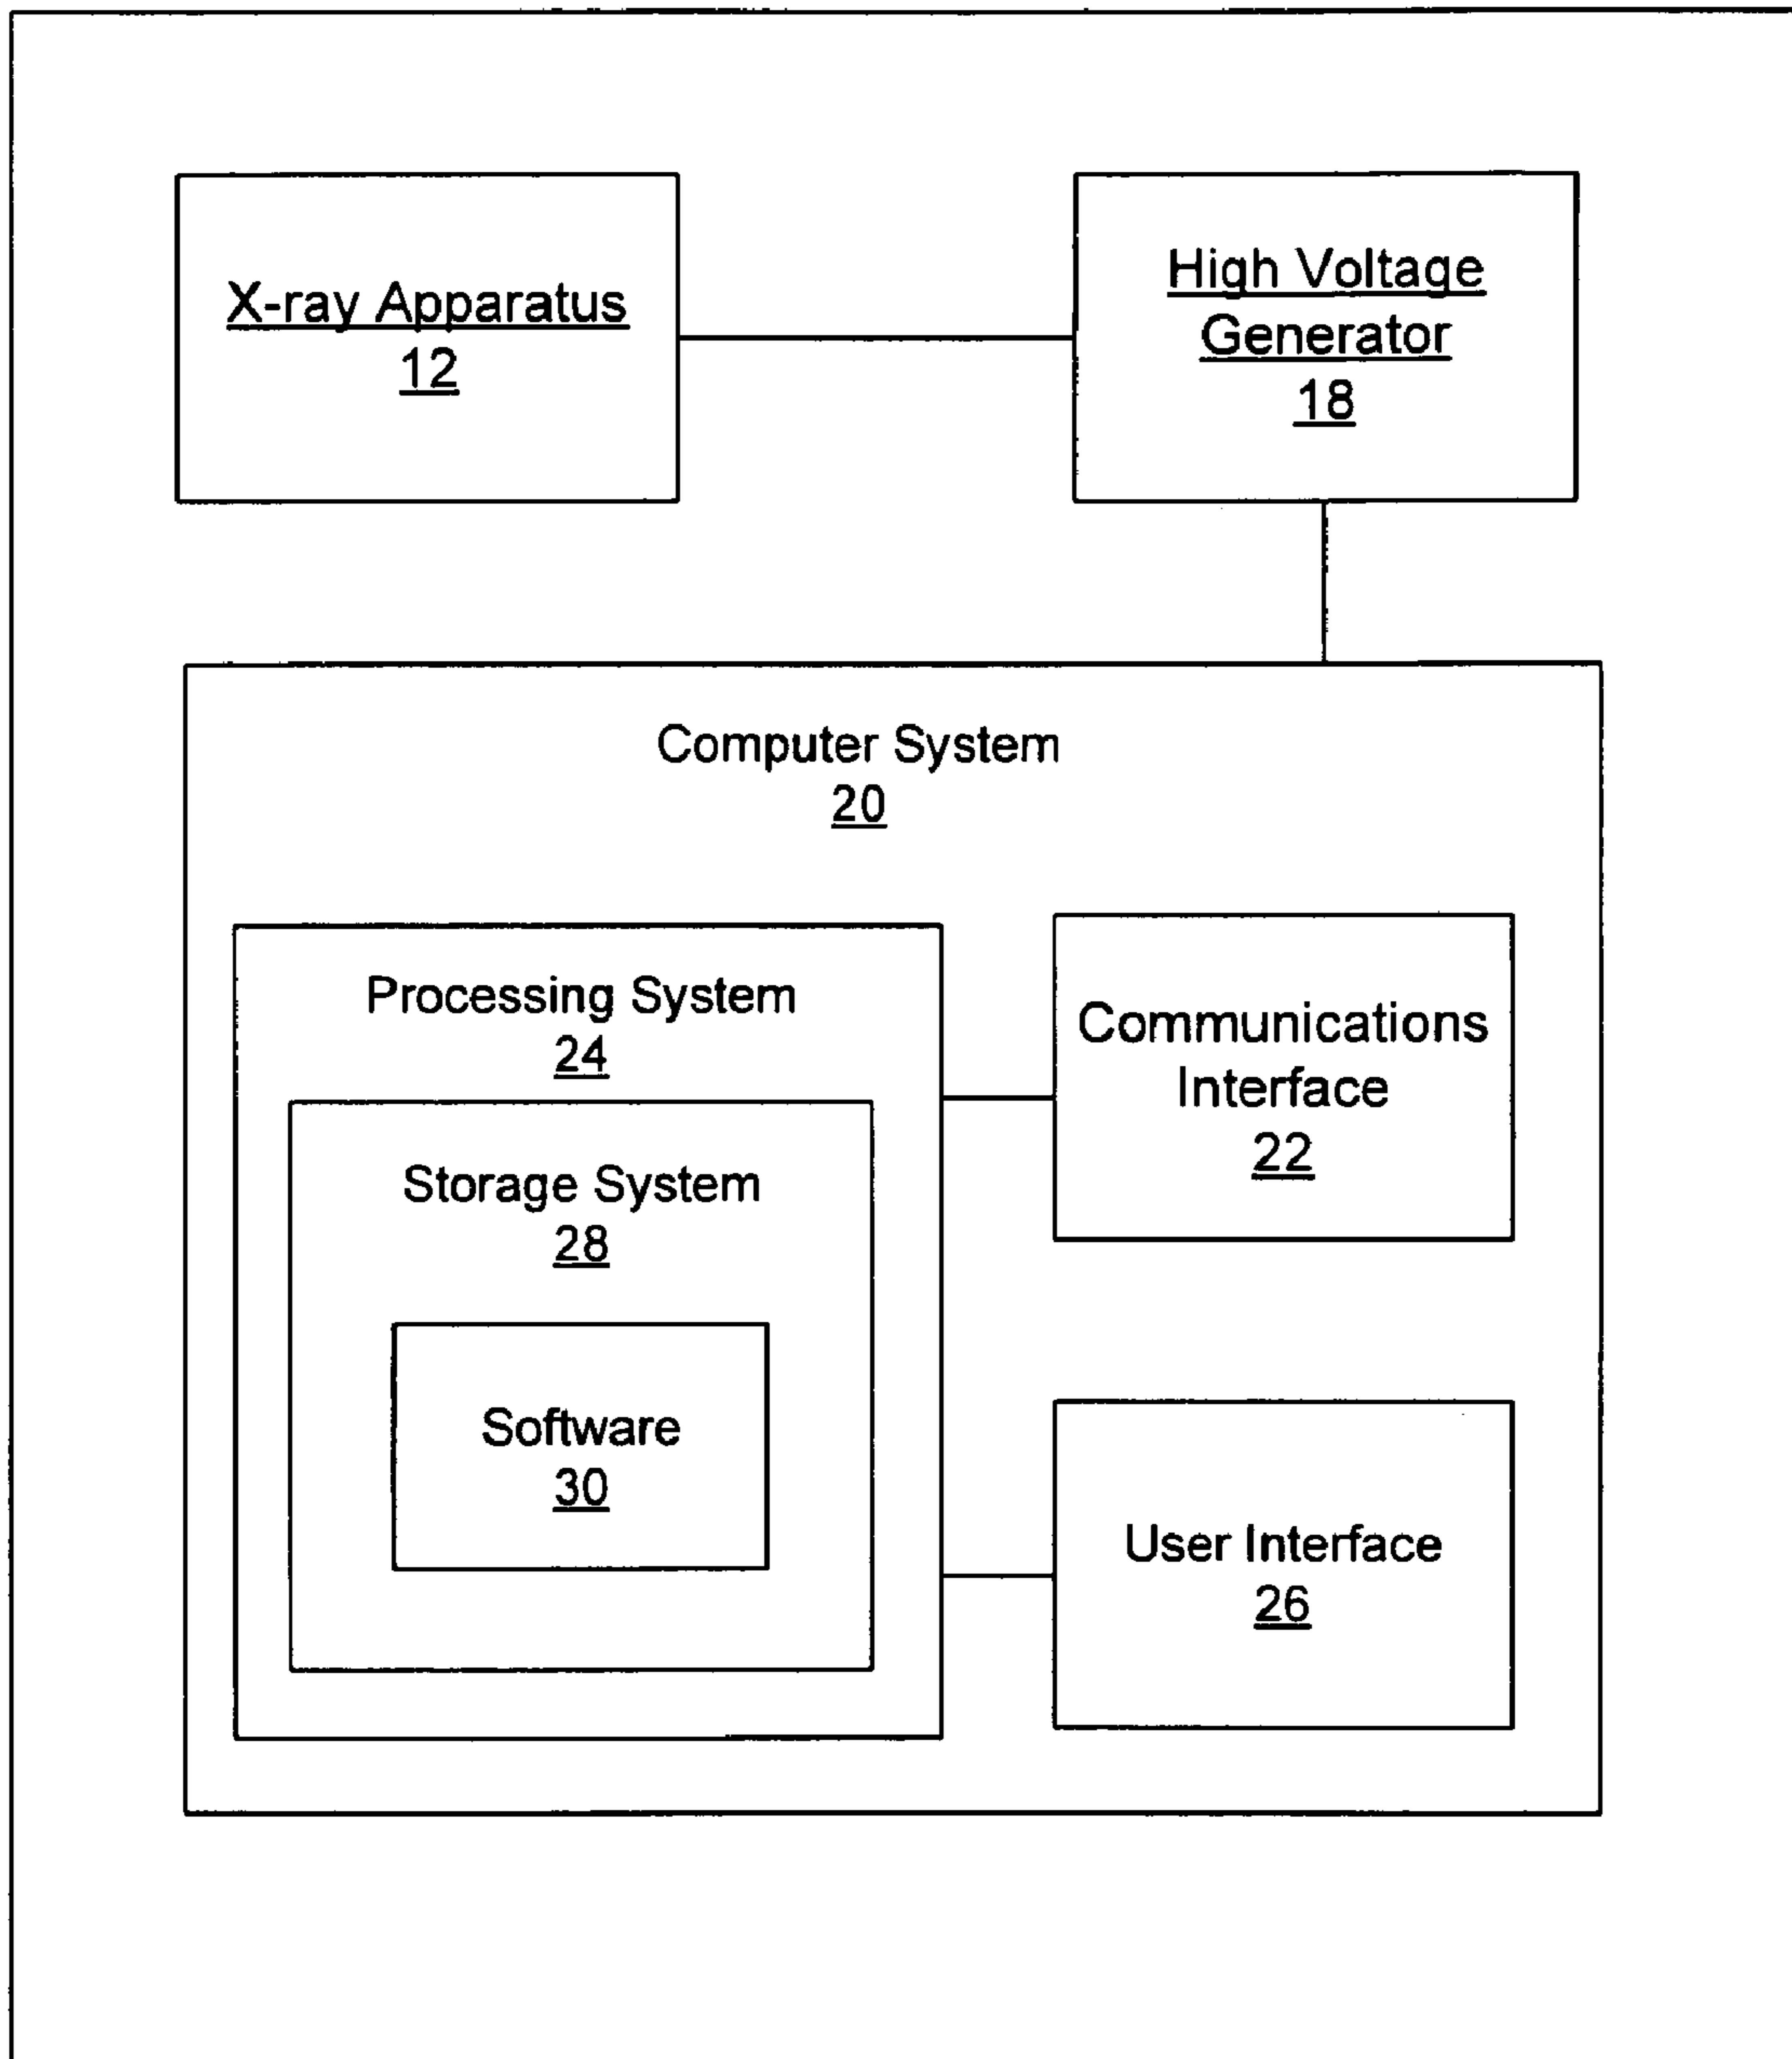 X-ray Apparatus
12
High Voltage
Generator
18
Computer System
20
Processing System
24
Communications
Interface
22
Storage System
28
Software
30
User Interface
26